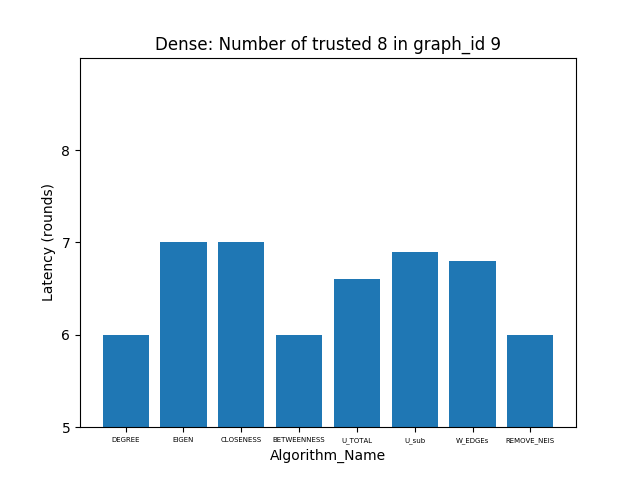 Dense: Number of trusted 8 in graph_id 9
Latency (rounds)
8
7
6
5
DEGREE EIGEN CLOSENESS BETWEENNESS U_TOTAL U_sub W_EDGEs REMOVE_NEIS
Algorithm_Name